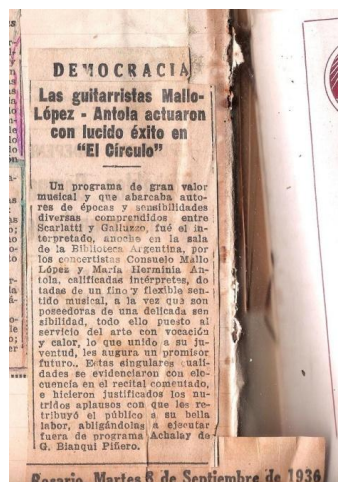 DEMOCRACIA
Las guitarristas Mallo-
López - Antola actuaron
con lucido éxito en
"El Círculo"
Un programa de gran valor
musical y que abarcaba auto-
res de épocas y sensibilidades
diversas comprendidos entre
Scarlatti y Galluzzo, fué el in-
terpretado, anoche en la sala
de la Biblioteca Argentina, por
los concertistas Consuelo Mallo
López y María Herminia An-
tola, calificadas intérpretes, do
tadas de un fino y flexible sen-
tido musical, a la vez que son
poseedoras de una delicada sen
sibilidad, todo ello puesto al
servicio del arte con vocación
y calor, lo que unido a su ju-
ventud, les augura un promisor
futuro.. Estas singulares cuali-
dades se evidenciaron con elo-
cuencia en el recital comentado,
e hicieron justificados los nu-
tridos aplausos con que les re-
tribuyó el público a su bella
labor, abligándolas a ejecutar
fuera de programa Achalay de
G. Bianqui Piñero.
Rosario, Martes 8 de Septiembre de 1936